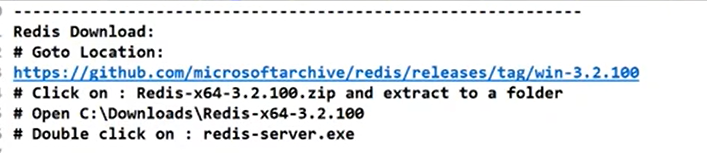 ------------------------------------------------------------
Redis Download:
# Goto Location:
https://github.com/microsoftarchive/redis/releases/tag/win-3.2.100
# Click on : Redis-x64-3.2.100.zip and extract to a folder
# Open C:\Downloads\Redis-x64-3.2.100
# Double click on : redis-server.exe